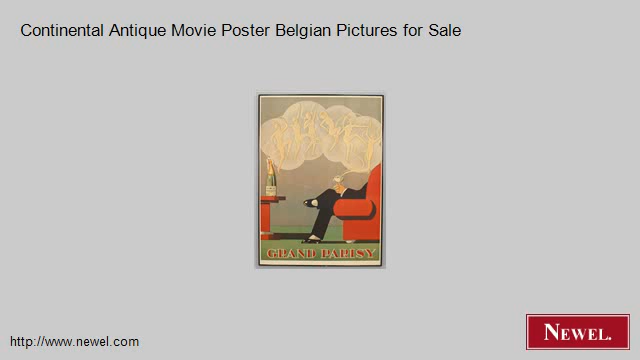 Continental Antique Movie Poster Belgian Pictures for Sale
GRAND PARISY
http://www.newel.com
NEWEL.